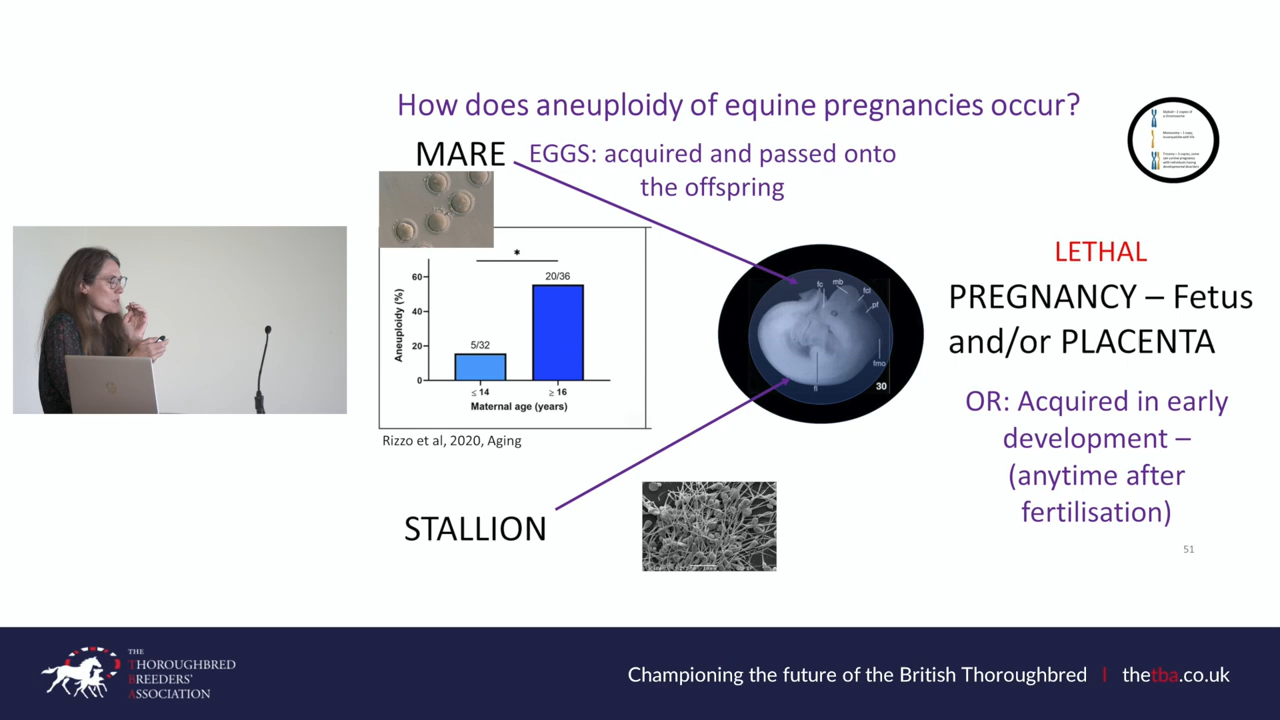 How does aneuploidy of equine pregnancies occur?
MARE
EGGS: acquired and passed onto
the offspring
*
20/36
5/32
60
40
20
0
Aneuploidy (%)
≤ 14
≥ 16
Maternal age (years)
Rizzo et al, 2020, Aging
STALLION
fc
mb
fcl
pf
fmo
fl
30
LETHAL
PREGNANCY – Fetus
and/or PLACENTA
OR: Acquired in early
development –
(anytime after
fertilisation)
51
THE
THOROUGHBRED
BREEDERS'
ASSOCIATION
Championing the future of the British Thoroughbred | thetba.co.uk